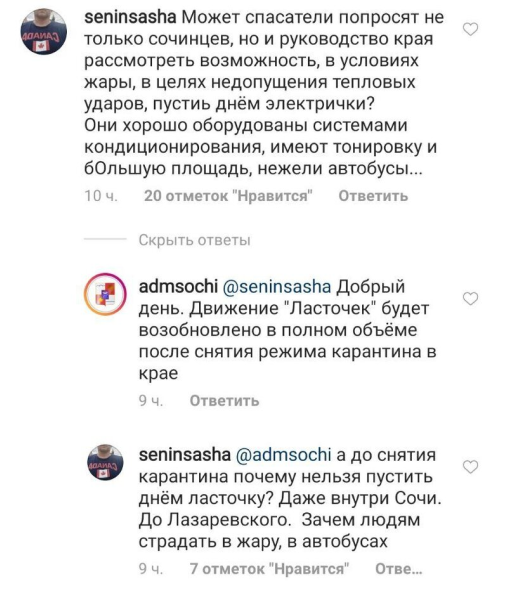 seninsasha Может спасатели попросят не
только сочинцев, но и руководство края
рассмотреть возможность, в условиях
жары, в целях недопущения тепловых
ударов, пустиь днём электрички?
Они хорошо оборудованы системами
кондиционирования, имеют тонировку и
бОльшую площадь, нежели автобусы...
10 ч. 20 отметок "Нравится" Ответить
Скрыть ответы
admsochi @seninsasha Добрый
день. Движение "Ласточек" будет
возобновлено в полном объёме
после снятия режима карантина в
крае
9 ч. Ответить
seninsasha @admsochi а до снятия
карантина почему нельзя пустить
днём ласточку? Даже внутри Сочи.
До Лазаревского. Зачем людям
страдать в жару, в автобусах
9 ч. 7 отметок "Нравится" Отве...